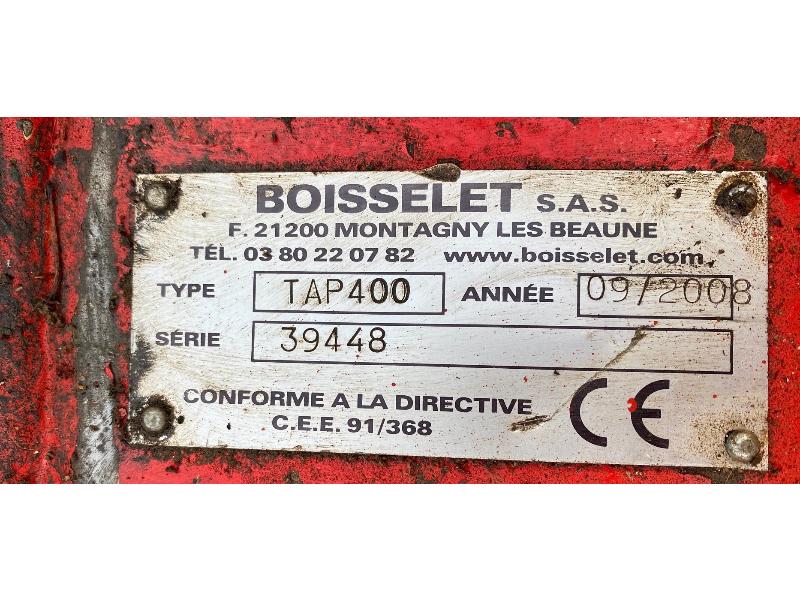 BOISSELET S.A.S.
F. 21200 MONTAGNY LES BEAUNE
TÉL. 03 80 22 07 82 www.boisselet.com
TYPE TAP400 ANNÉE 09/2008
SÉRIE 39448
CONFORME A LA DIRECTIVE
C.E.E. 91/368
CE